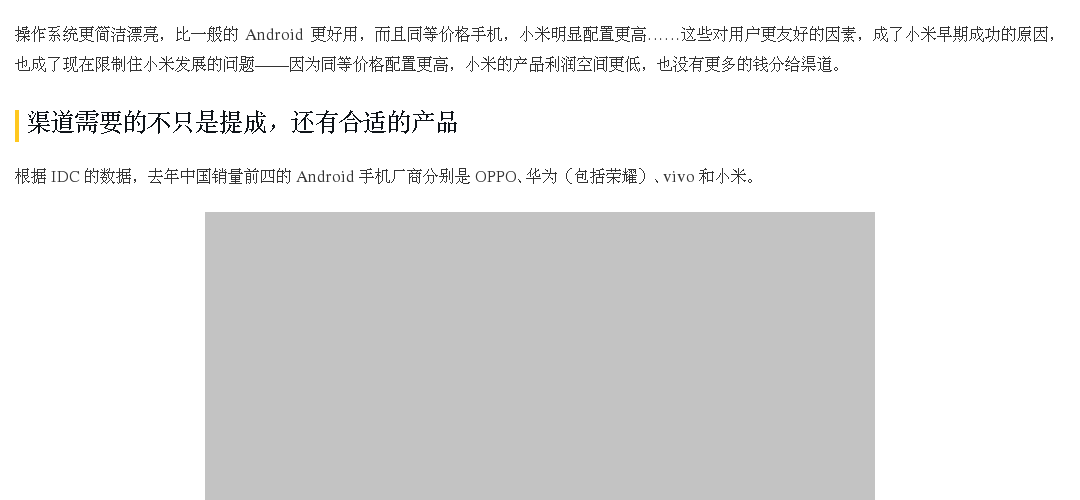 操作系统更简洁漂亮，比一般的 Android 更好用，而且同等价格手机，小米明显配置更高……这些对用户更友好的因素，成了小米早期成功的原因，
也成了现在限制住小米发展的问题——因为同等价格配置更高，小米的产品利润空间更低，也没有更多的钱分给渠道。
渠道需要的不只是提成，还有合适的产品
根据 IDC 的数据，去年中国销量前四的 Android 手机厂商分别是 OPPO、华为（包括荣耀）、vivo 和小米。